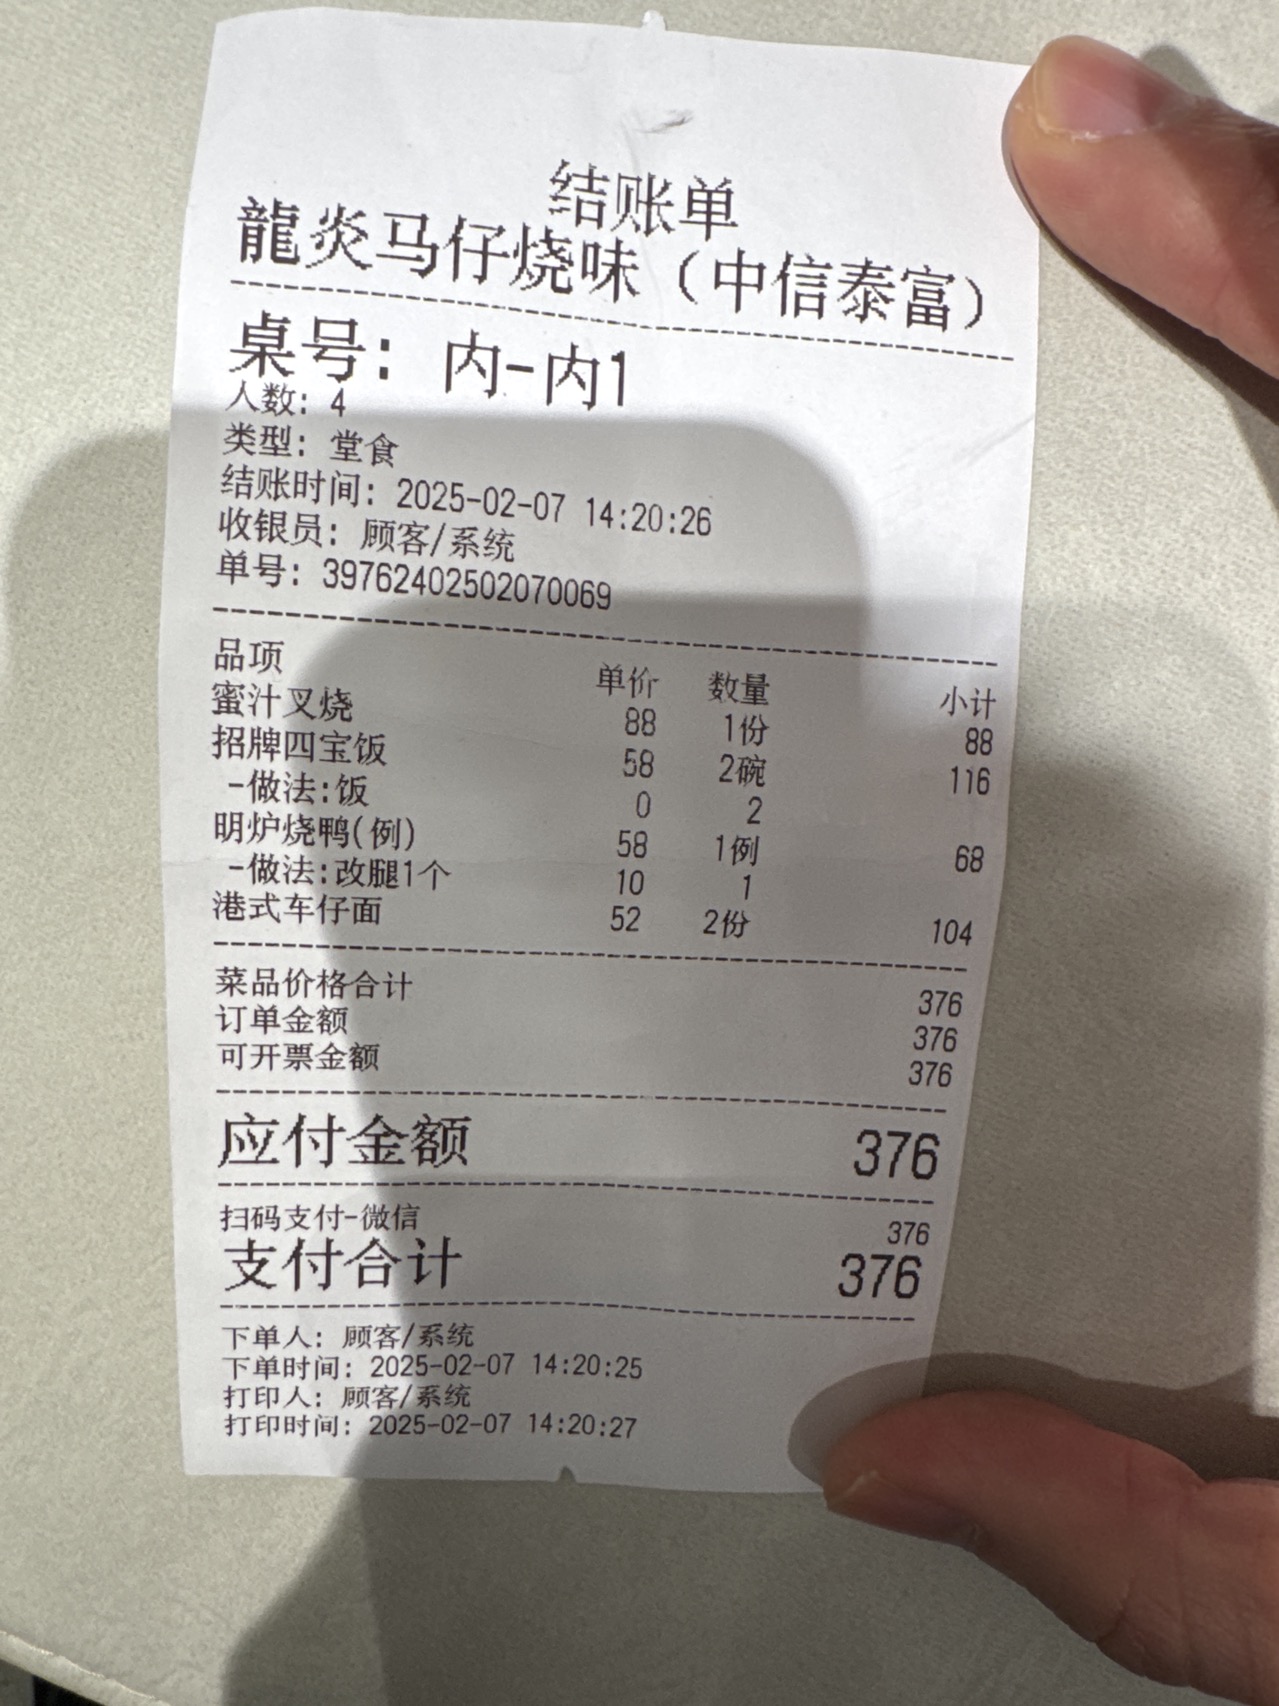 结账单
龍炎马仔烧味（中信泰富）
桌号： 内-内1
人数： 4
类型： 堂食
结账时间： 2025-02-07 14:20:26
收银员： 顾客/系统
单号： 39762402502070069
品项 单价 数量 小计
蜜汁叉烧 88 1份 88
招牌四宝饭 58 2碗 116
-做法:饭 0 2
明炉烧鸭(例) 58 1例 68
-做法:改腿1个 10 1
港式车仔面 52 2份 104
菜品价格合计 376
订单金额 376
可开票金额 376
应付金额 376
扫码支付-微信 376
支付合计 376
下单人： 顾客/系统
下单时间： 2025-02-07 14:20:25
打印人： 顾客/系统
打印时间： 2025-02-07 14:20:27